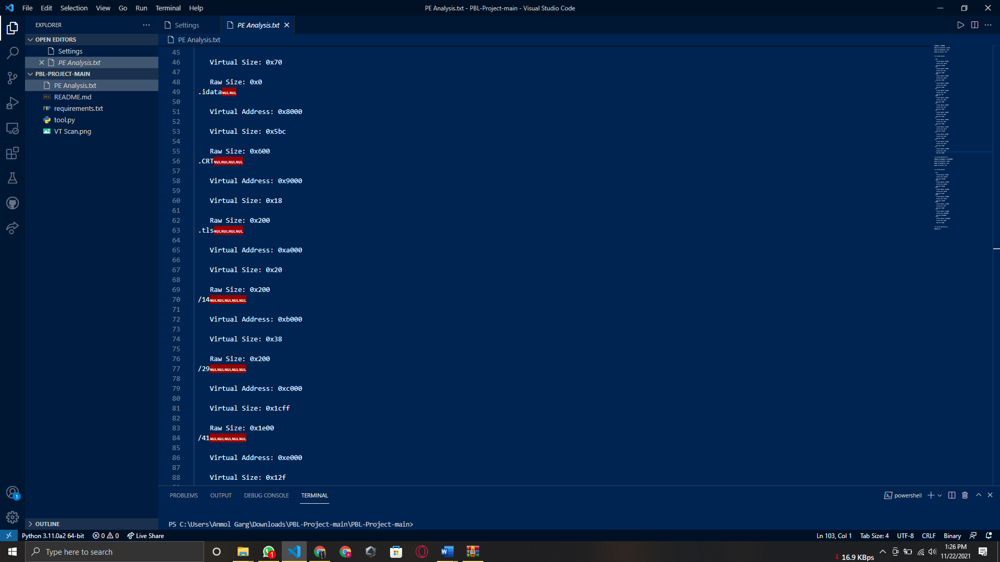 File Edit Selection View Go Run Terminal Help
PE Analysis.txt - PBL-Project-main - Visual Studio Code
EXPLORER
OPEN EDITORS
Settings
PE Analysis.txt
PBL-PROJECT-MAIN
PE Analysis.txt
README.md
requirements.txt
tool.py
VT Scan.png
OUTLINE
Settings
PE Analysis.txt
PE Analysis.txt
45
46 Virtual Size: 0x70
47
48 Raw Size: 0x0
49 .idataNULNUL
50
51 Virtual Address: 0x8000
52
53 Virtual Size: 0x5bc
54
55 Raw Size: 0x600
56 .CRTNULNULNULNUL
57
58 Virtual Address: 0x9000
59
60 Virtual Size: 0x18
61
62 Raw Size: 0x200
63 .tlsNULNULNULNUL
64
65 Virtual Address: 0xa000
66
67 Virtual Size: 0x20
68
69 Raw Size: 0x200
70 /14NULNULNULNULNUL
71
72 Virtual Address: 0xb000
73
74 Virtual Size: 0x38
75
76 Raw Size: 0x200
77 /29NULNULNULNULNUL
78
79 Virtual Address: 0xc000
80
81 Virtual Size: 0x1cff
82
83 Raw Size: 0x1e00
84 /41NULNULNULNULNUL
85
86 Virtual Address: 0xe000
87
88 Virtual Size: 0x12f
PROBLEMS OUTPUT DEBUG CONSOLE TERMINAL
powershell
PS C:\Users\Anmol Garg\Downloads\PBL-Project-main\PBL-Project-main>
1
Python 3.11.0a2 64-bit 0 0 Live Share
Ln 103, Col 1 Tab Size: 4 UTF-8 CRLF Binary
Type here to search
1
16.9 KBps
1:26 PM
11/22/2021